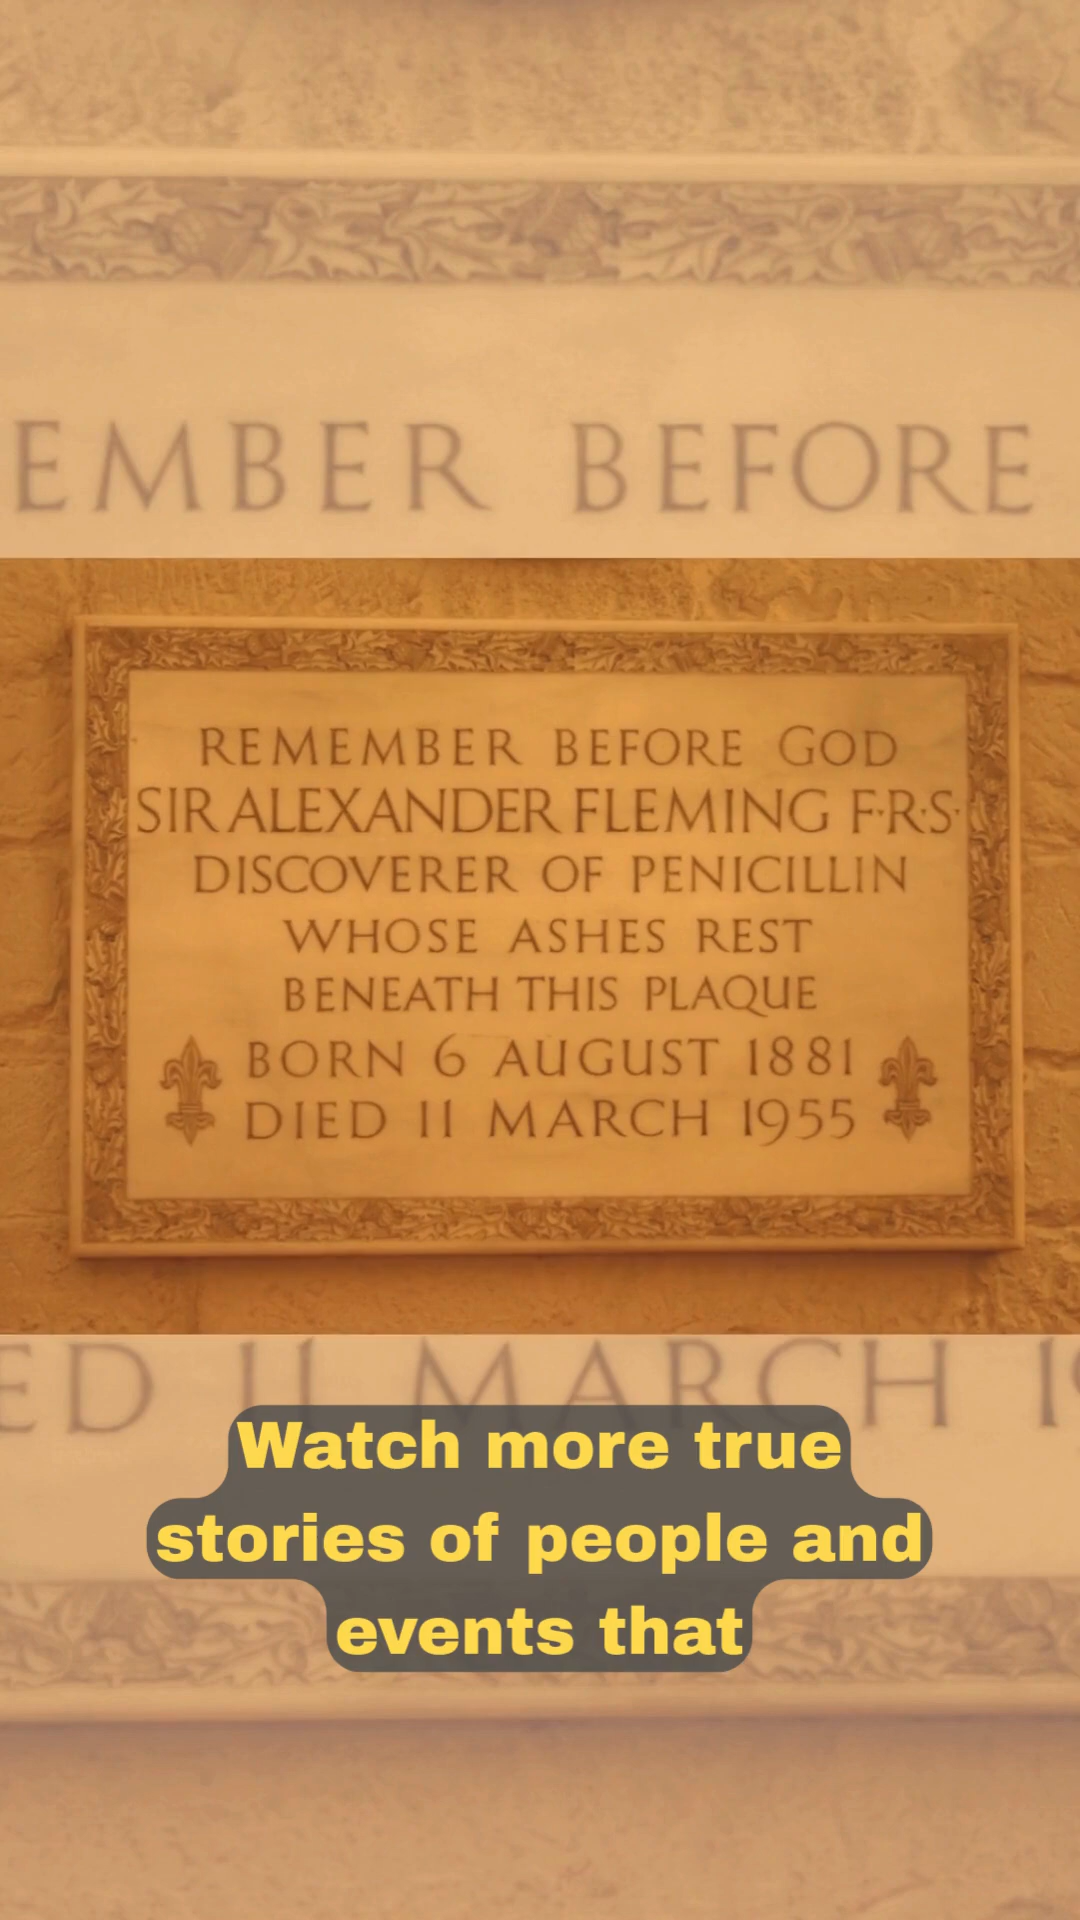 EMBER BEFORE
REMEMBER BEFORE GOD
SIR ALEXANDER FLEMING F·R·S·
DISCOVERER OF PENICILLIN
WHOSE ASHES REST
BENEATH THIS PLAQUE
BORN 6 AUGUST 1881
DIED 11 MARCH 1955
ED 11 MARCH 19
Watch more true
stories of people and
events that